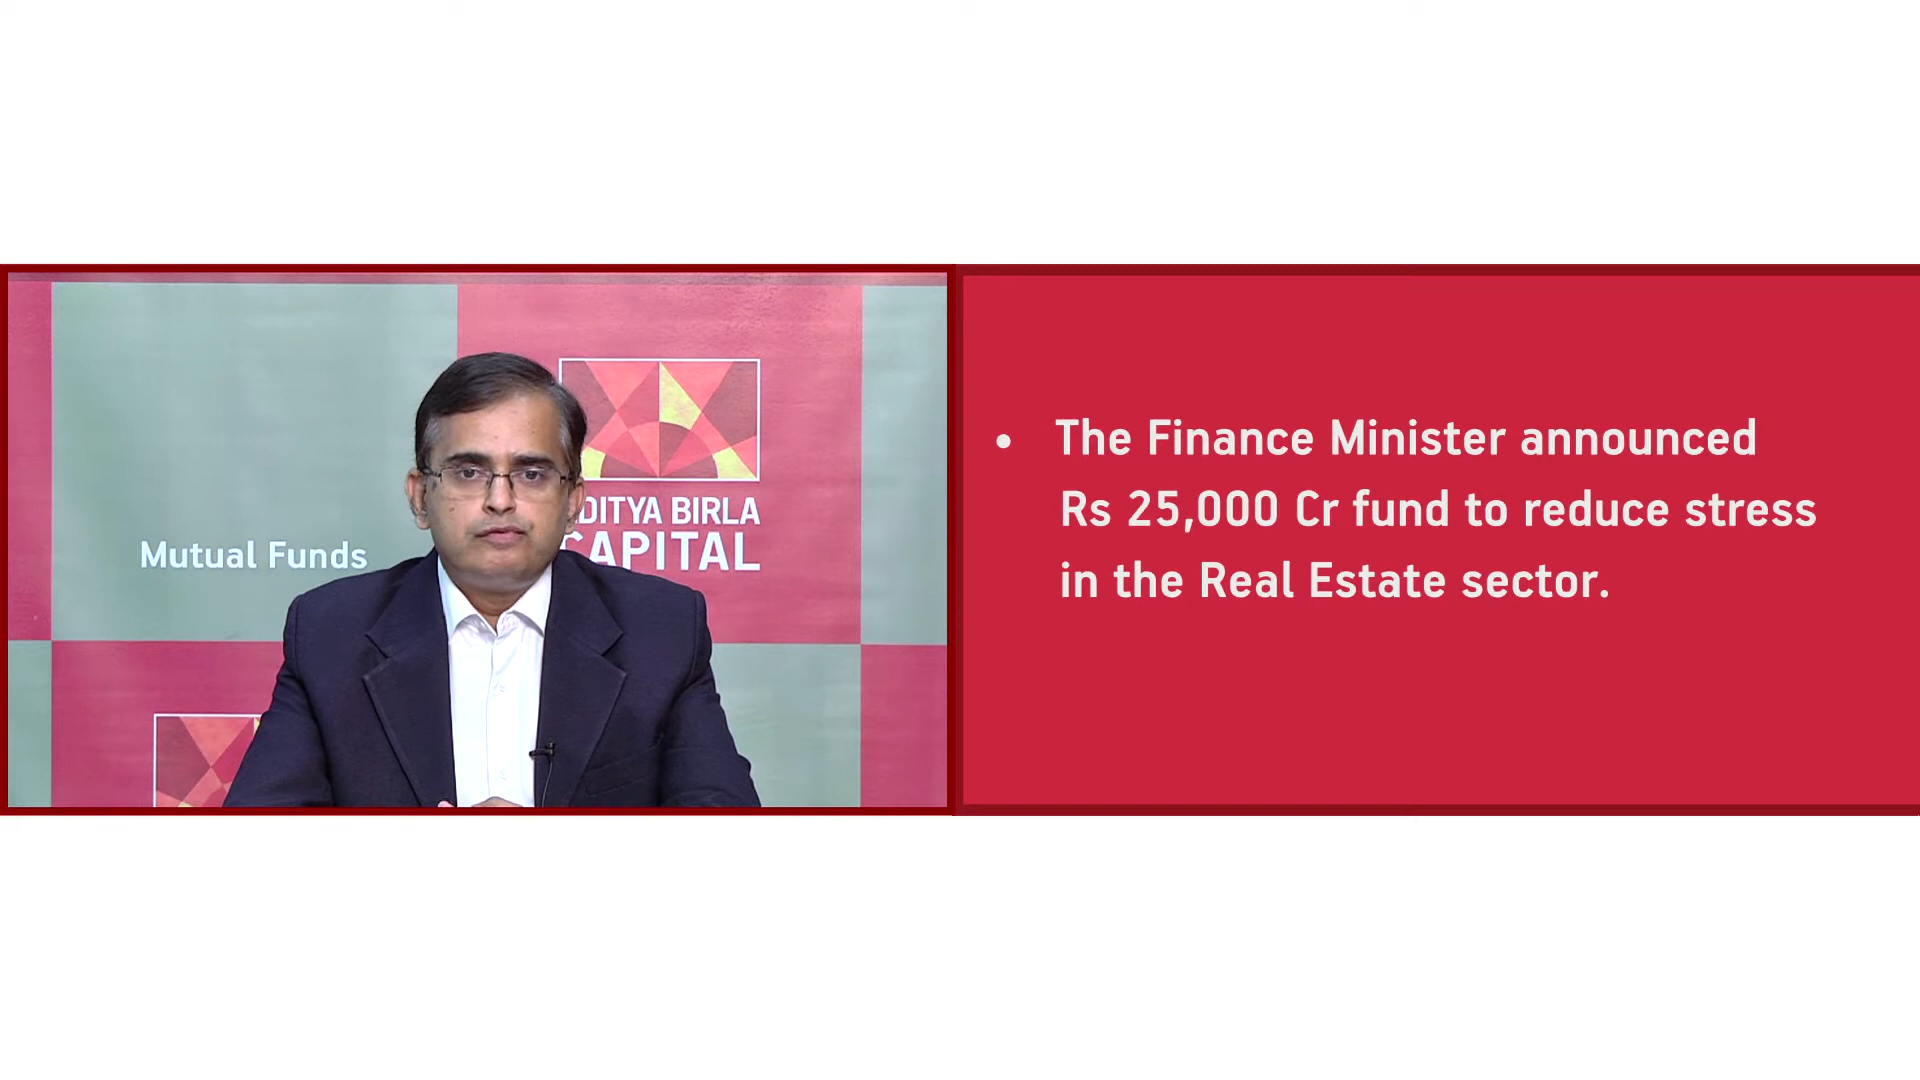 Mutual Funds
DITYA BIRLA
CAPITAL
• The Finance Minister announced
Rs 25,000 Cr fund to reduce stress
in the Real Estate sector.